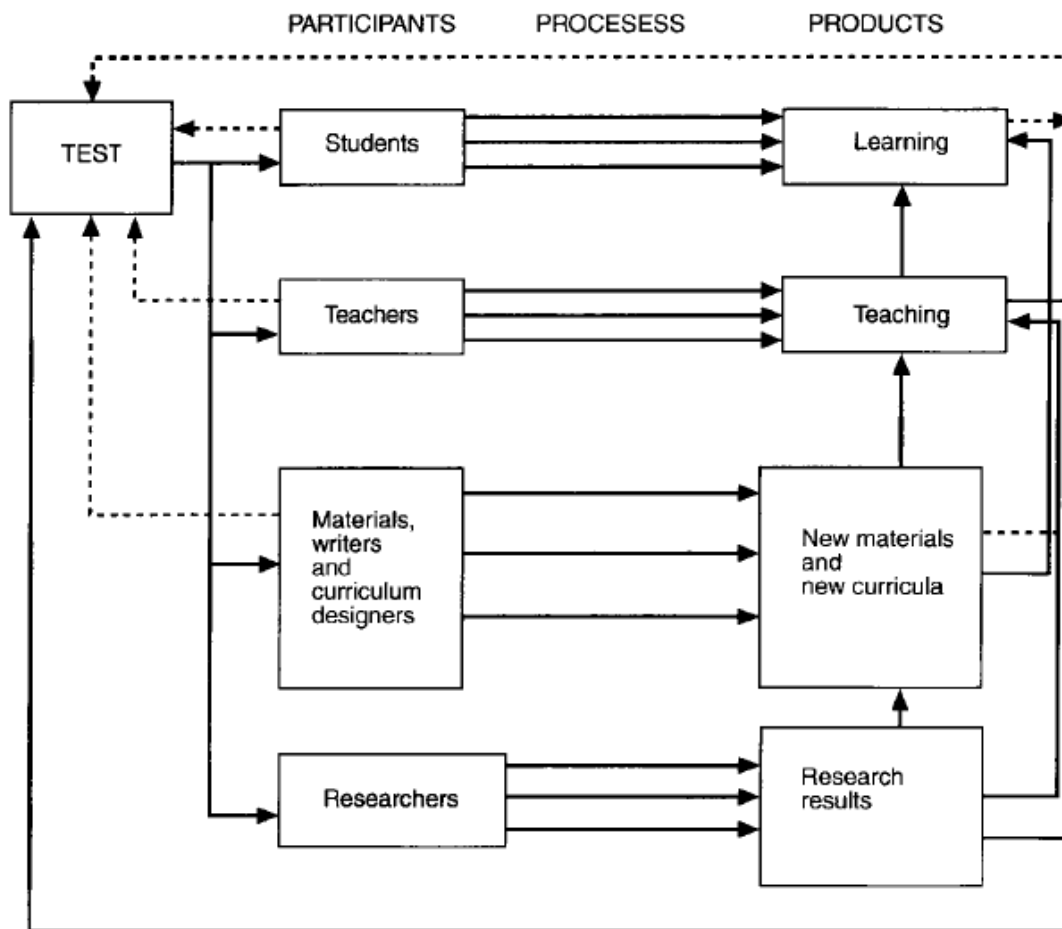 PARTICIPANTS PROCESESS PRODUCTS
TEST
Students
Learning
Teachers
Teaching
Materials,
writers
and
curriculum
designers
New materials
and
new curricula
Researchers
Research
results